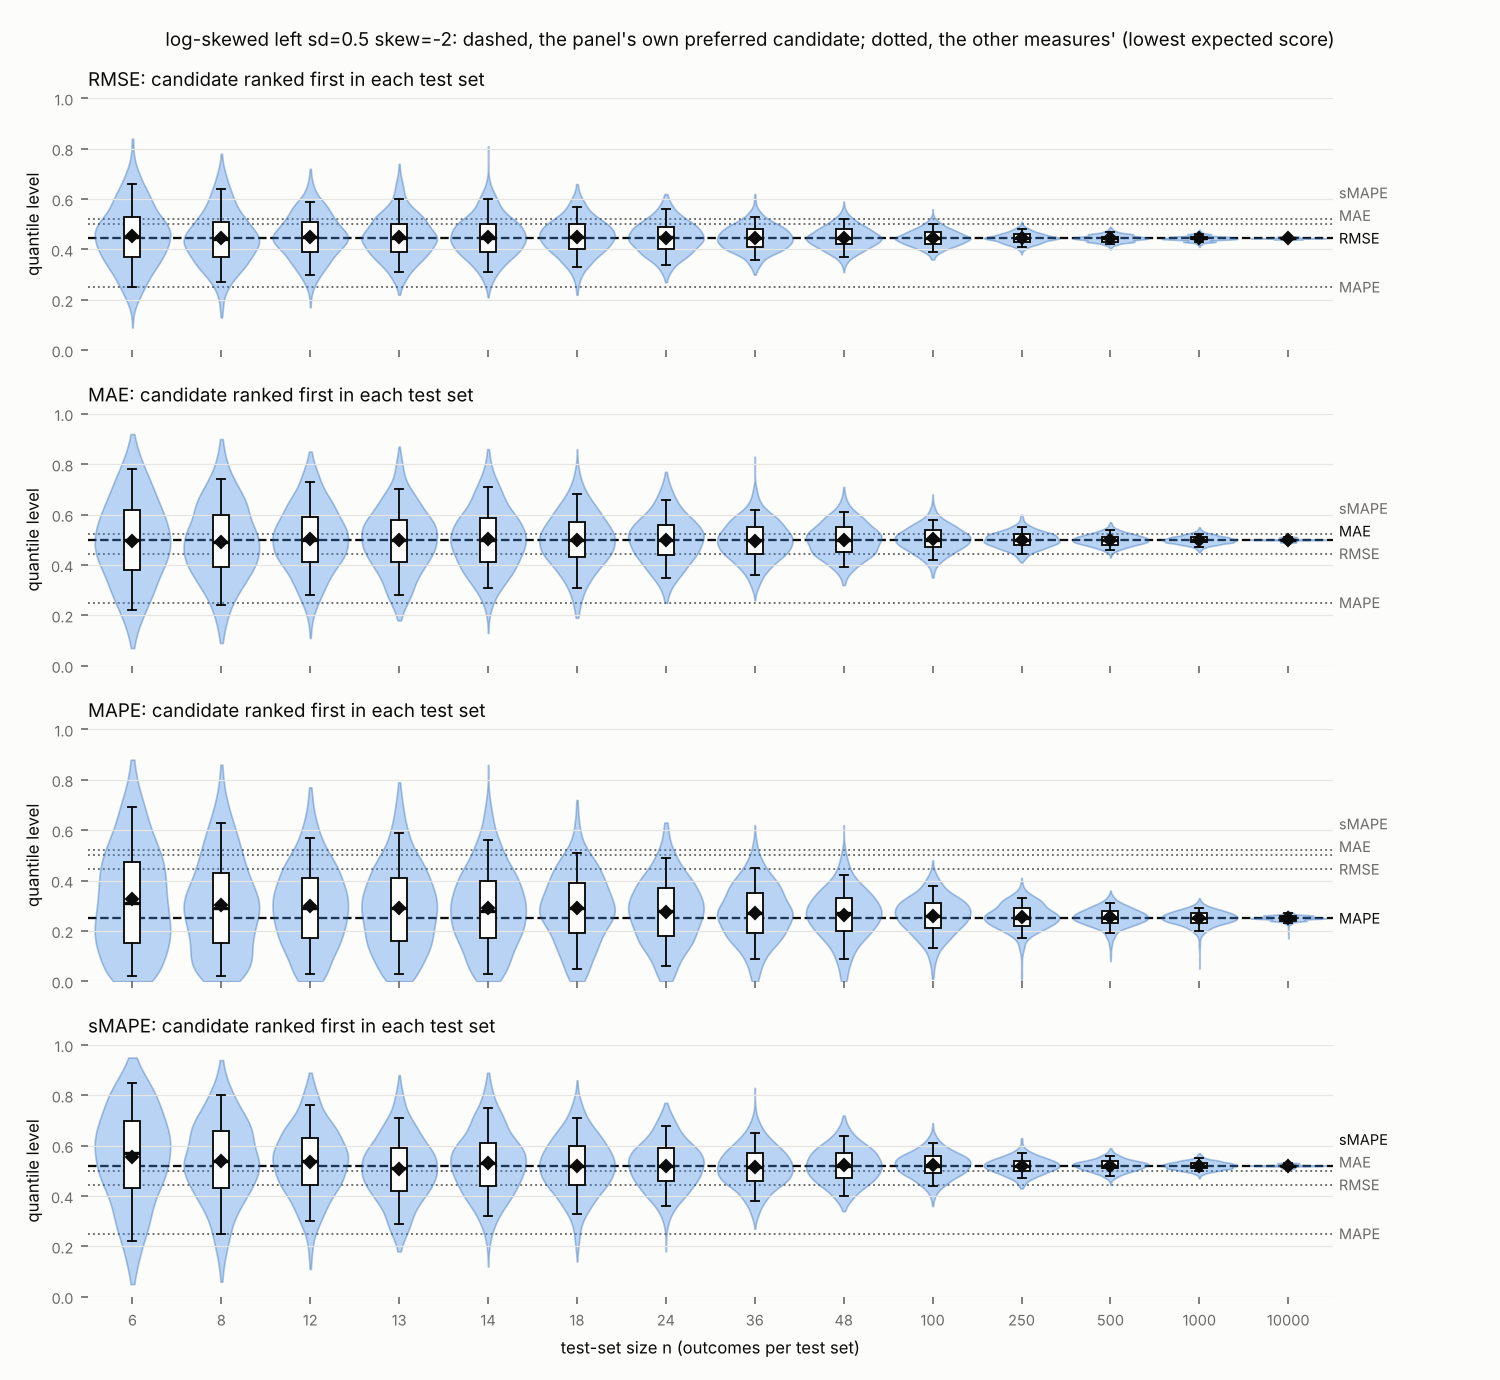 log-skewed left sd=0.5 skew=-2: dashed, the panel's own preferred candidate; dotted, the other measures' (lowest expected score)
RMSE: candidate ranked first in each test set
quantile level
1.0
0.8
0.6
0.4
0.2
0.0
sMAPE
MAE
RMSE
MAPE
MAE: candidate ranked first in each test set
quantile level
1.0
0.8
0.6
0.4
0.2
0.0
sMAPE
MAE
RMSE
MAPE
MAPE: candidate ranked first in each test set
quantile level
1.0
0.8
0.6
0.4
0.2
0.0
sMAPE
MAE
RMSE
MAPE
sMAPE: candidate ranked first in each test set
quantile level
1.0
0.8
0.6
0.4
0.2
0.0
sMAPE
MAE
RMSE
MAPE
6 8 12 13 14 18 24 36 48 100 250 500 1000 10000
test-set size n (outcomes per test set)